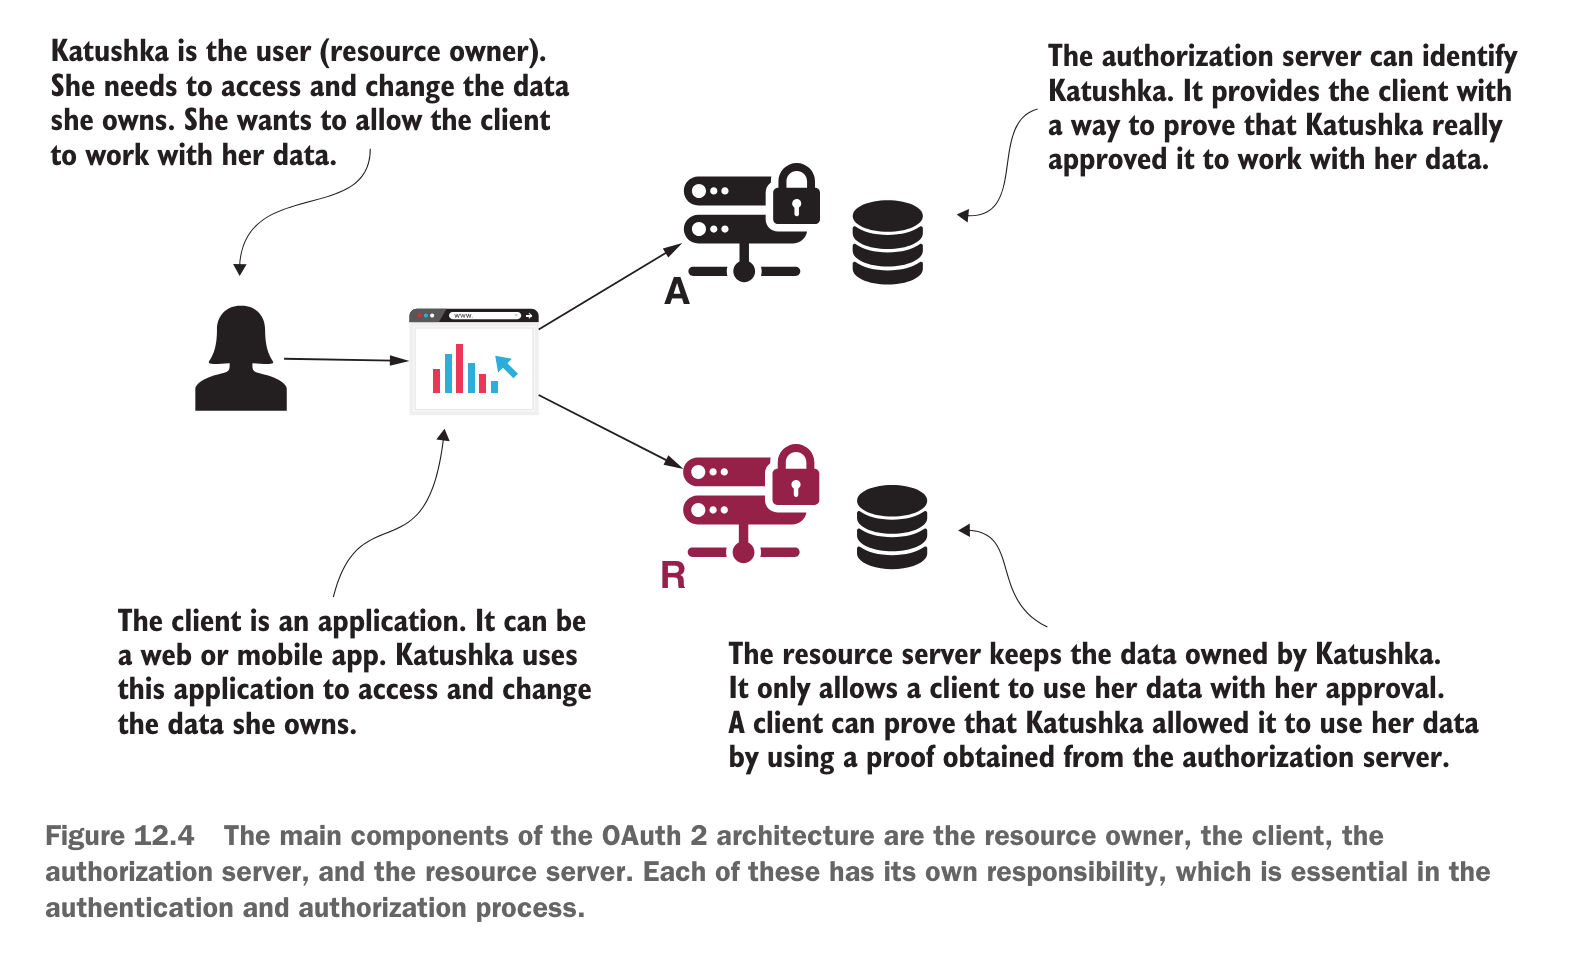 Katushka is the user (resource owner).
She needs to access and change the data
she owns. She wants to allow the client
to work with her data.
The authorization server can identify
Katushka. It provides the client with
a way to prove that Katushka really
approved it to work with her data.
A
www.
R
The client is an application. It can be
a web or mobile app. Katushka uses
this application to access and change
the data she owns.
The resource server keeps the data owned by Katushka.
It only allows a client to use her data with her approval.
A client can prove that Katushka allowed it to use her data
by using a proof obtained from the authorization server.
Figure 12.4 The main components of the OAuth 2 architecture are the resource owner, the client, the
authorization server, and the resource server. Each of these has its own responsibility, which is essential in the
authentication and authorization process.